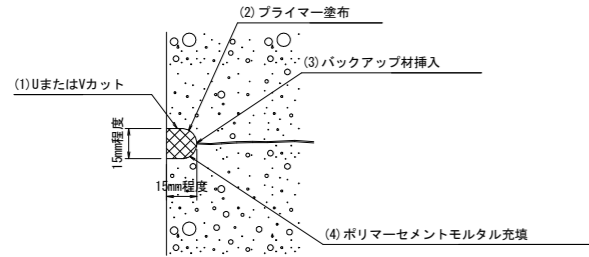 (2)プライマー塗布
(3)バックアップ材挿入
(1)UまたはVカット
15mm程度
15mm程度
(4)ポリマーセメントモルタル充填